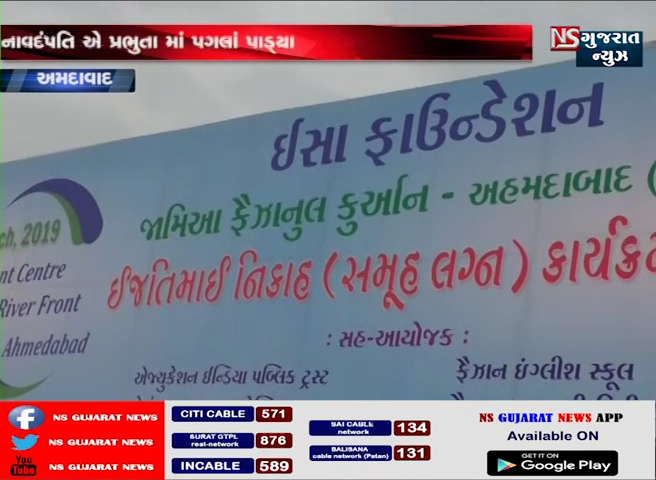 નાવદંપતિ એ પ્રભુતા માં પગલાં પાડ્યા
NS ગુજરાત
ન્યુઝ
અમદાવાદ
ઈસા ફાઉન્ડેશન
જામિઆ ફૈઝાનુલ કુર્આન - અહમદાબાદ (
ઈજતિમાઈ નિકાહ (સમૂહ લગ્ન)
ch, 2019
nt Centre
River Front
Ahmedabad
: સહ-આયોજક :
એજ્યુકેશન ઈન્ડિયા પબ્લિક ટ્રસ્ટ
ફૈઝાન ઇંગ્લીશ સ્કૂલ
NS GUJARAT NEWS
NS GUJARAT NEWS
You Tube NS GUJARAT NEWS
CITI CABLE 571
SURAT GTPL real-network 876
INCABLE 589
SAI CABLE network 134
BALISANA cable network (Patan) 131
NS GUJARAT NEWS APP
Available ON
GET IT ON
Google Play